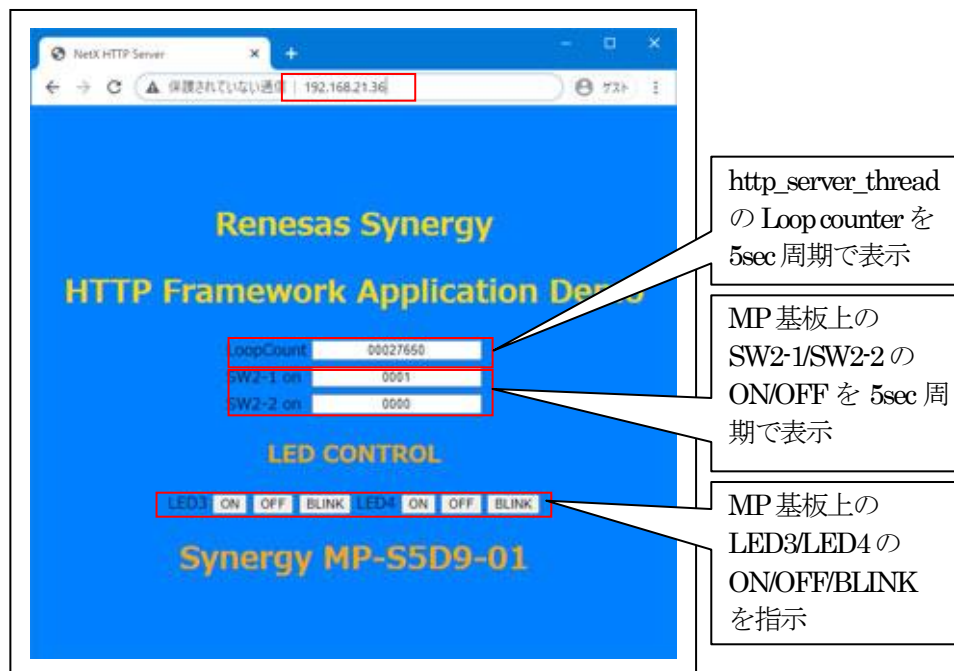 NetX HTTP Server
保護されていない通信 | 192.168.21.36
ゲスト
Renesas Synergy
HTTP Framework Application Demo
LoopCount 00027650
SW2-1 on 0001
SW2-2 on 0000
LED CONTROL
LED3 ON OFF BLINK LED4 ON OFF BLINK
Synergy MP-S5D9-01
http_server_thread
の Loop counter を
5sec 周期で表示
MP 基板上の
SW2-1/SW2-2 の
ON/OFF を 5sec 周
期で表示
MP 基板上の
LED3/LED4 の
ON/OFF/BLINK
を指示